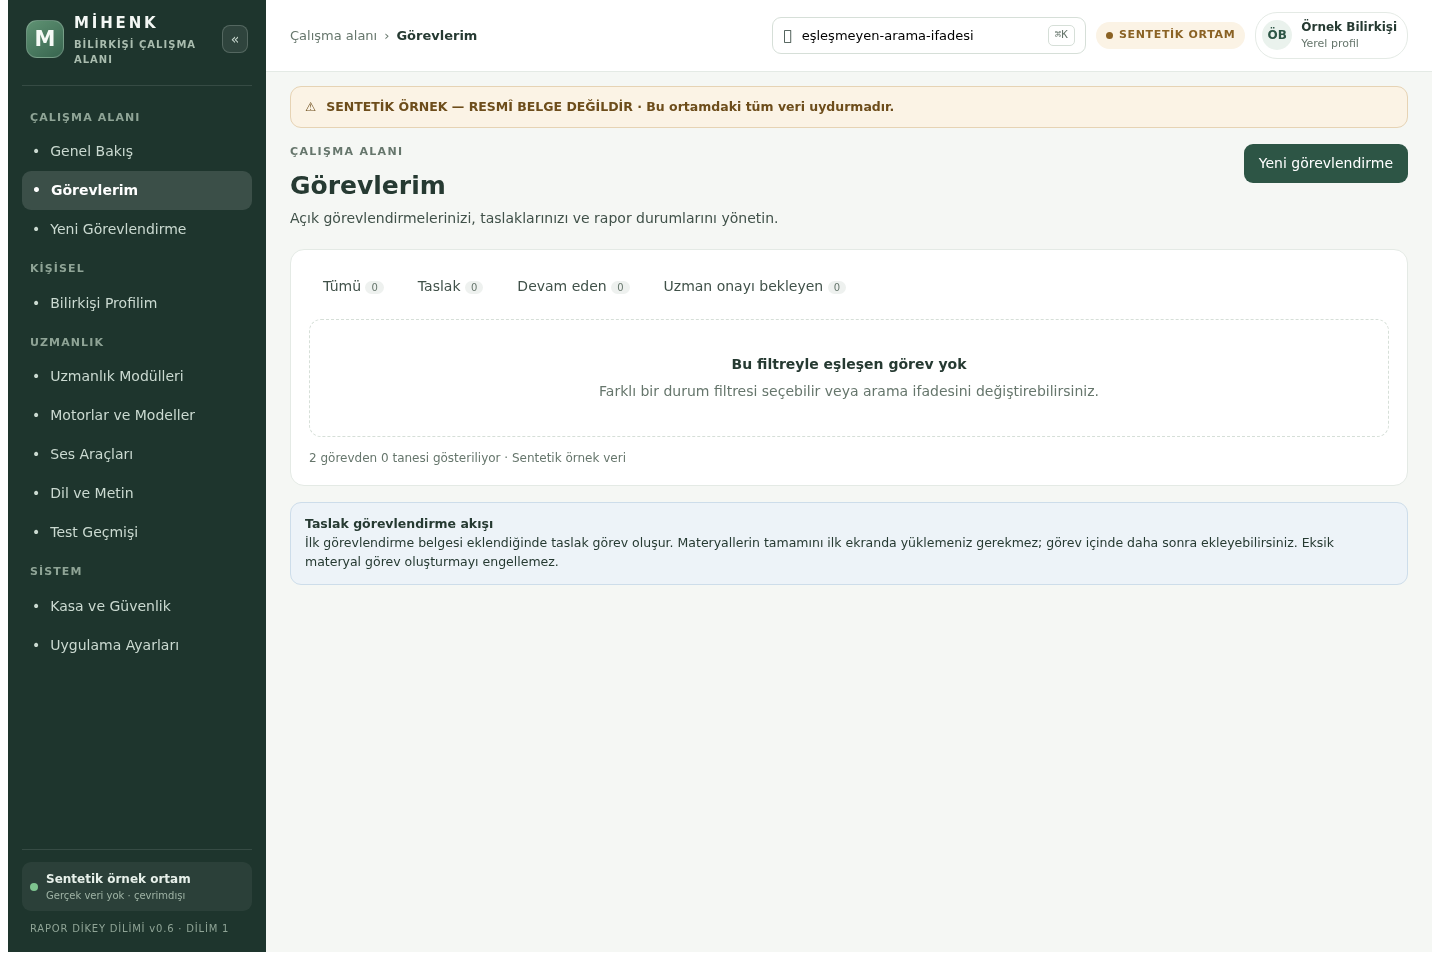 M
MİHENK
BİLİRKİŞİ ÇALIŞMA
ALANI
«
ÇALIŞMA ALANI
• Genel Bakış
• Görevlerim
• Yeni Görevlendirme
KİŞİSEL
• Bilirkişi Profilim
UZMANLIK
• Uzmanlık Modülleri
• Motorlar ve Modeller
• Ses Araçları
• Dil ve Metin
• Test Geçmişi
SİSTEM
• Kasa ve Güvenlik
• Uygulama Ayarları
Sentetik örnek ortam
Gerçek veri yok · çevrimdışı
RAPOR DİKEY DİLİMİ v0.6 · DİLİM 1
Çalışma alanı › Görevlerim
eşleşmeyen-arama-ifadesi ⌘K
SENTETİK ORTAM
ÖB
Örnek Bilirkişi
Yerel profil
⚠ SENTETİK ÖRNEK — RESMÎ BELGE DEĞİLDİR · Bu ortamdaki tüm veri uydurmadır.
ÇALIŞMA ALANI
Görevlerim
Açık görevlendirmelerinizi, taslaklarınızı ve rapor durumlarını yönetin.
Yeni görevlendirme
Tümü 0 Taslak 0 Devam eden 0 Uzman onayı bekleyen 0
Bu filtreyle eşleşen görev yok
Farklı bir durum filtresi seçebilir veya arama ifadesini değiştirebilirsiniz.
2 görevden 0 tanesi gösteriliyor · Sentetik örnek veri
Taslak görevlendirme akışı
İlk görevlendirme belgesi eklendiğinde taslak görev oluşur. Materyallerin tamamını ilk ekranda yüklemeniz gerekmez; görev içinde daha sonra ekleyebilirsiniz. Eksik
materyal görev oluşturmayı engellemez.